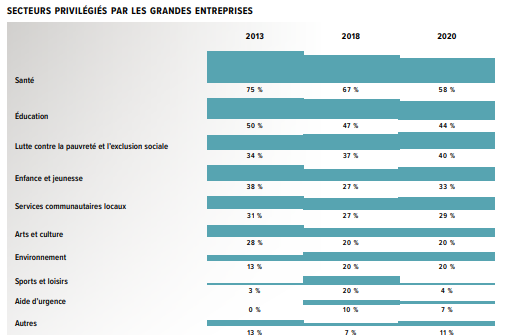 SECTEURS PRIVILÉGIÉS PAR LES GRANDES ENTREPRISES
2013 2018 2020
Santé
75 % 67 % 58 %
Éducation
50 % 47 % 44 %
Lutte contre la pauvreté et l'exclusion sociale
34 % 37 % 40 %
Enfance et jeunesse
38 % 27 % 33 %
Services communautaires locaux
31 % 27 % 29 %
Arts et culture
28 % 20 % 20 %
Environnement
13 % 20 % 20 %
Sports et loisirs
3 % 20 % 4 %
Aide d'urgence
0 % 10 % 7 %
Autres
13 % 7 % 11 %